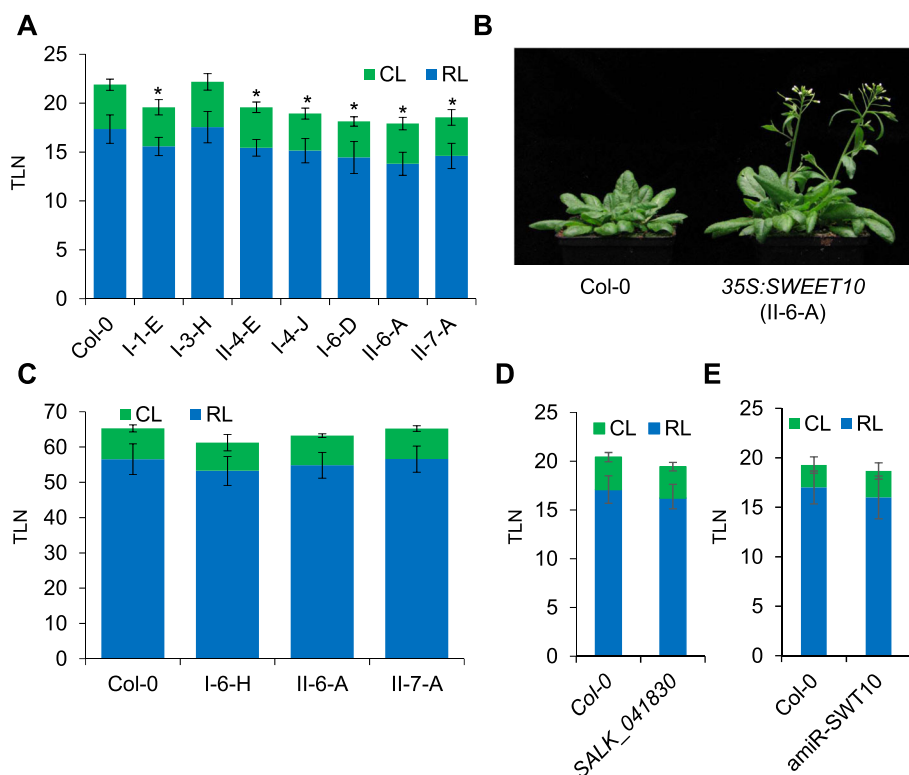 A
TLN
25
20
15
10
5
0
CL RL
* * * * * *
Col-0 I-1-E I-3-H II-4-E I-4-J I-6-D II-6-A II-7-A
B
Col-0 35S:SWEET10
(II-6-A)
C
TLN
70
60
50
40
30
20
10
0
CL RL
Col-0 I-6-H II-6-A II-7-A
D
TLN
25
20
15
10
5
0
CL RL
Col-0 SALK_041830
E
TLN
25
20
15
10
5
0
CL RL
Col-0 amiR-SWT10